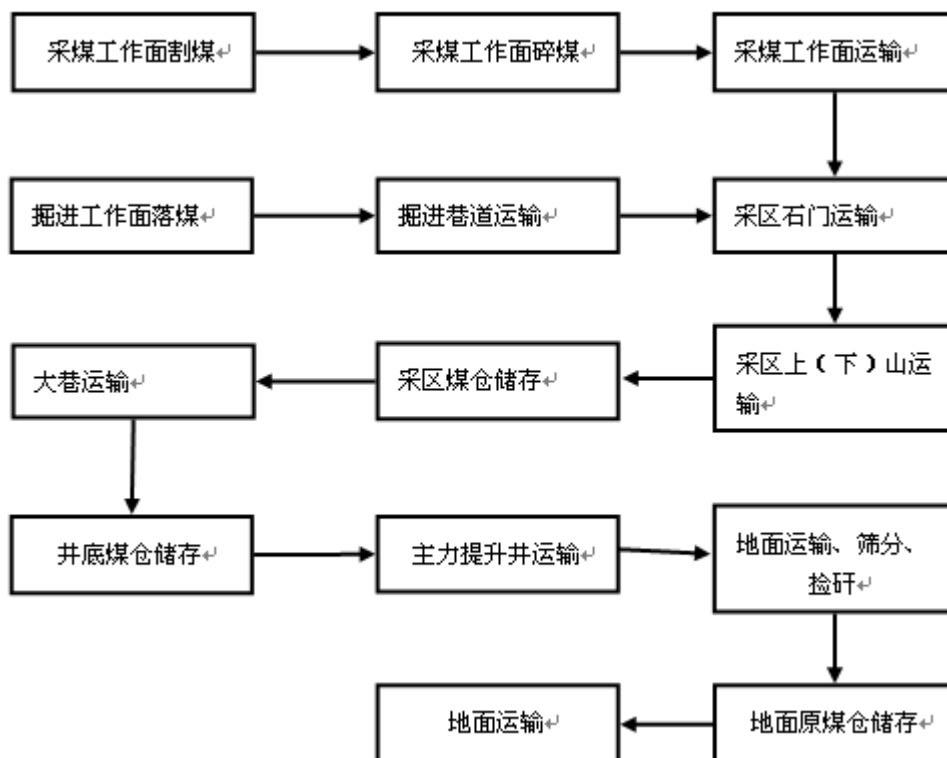 采煤工作面割煤↵
采煤工作面碎煤↵
采煤工作面运输↵
掘进工作面落煤↵
掘进巷道运输↵
采区石门运输↵
大巷运输↵
采区煤仓储存↵
采区上（下）山运
输↵
井底煤仓储存↵
主力提升井运输↵
地面运输、筛分、
捡矸↵
地面运输↵
地面原煤仓储存↵